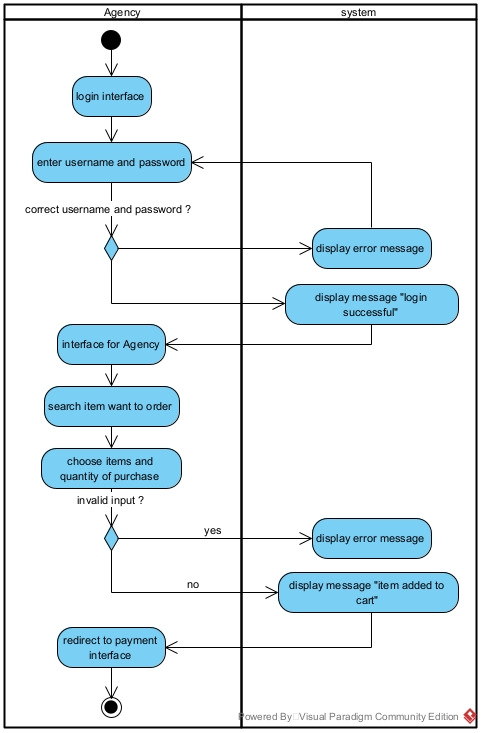 Agency
system
login interface
enter username and password
correct username and password ?
display error message
display message "login
successful"
interface for Agency
search item want to order
choose items and
quantity of purchase
invalid input ?
yes
display error message
no
display message "item added to
cart"
redirect to payment
interface
Powered By Visual Paradigm Community Edition